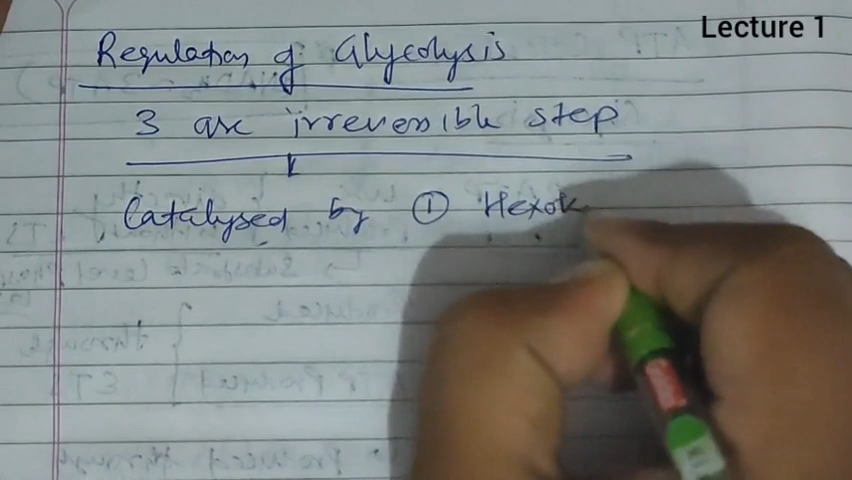 Lecture 1
Regulation of Glycolysis
3 are irreversible step
Catalysed by ① Hexok